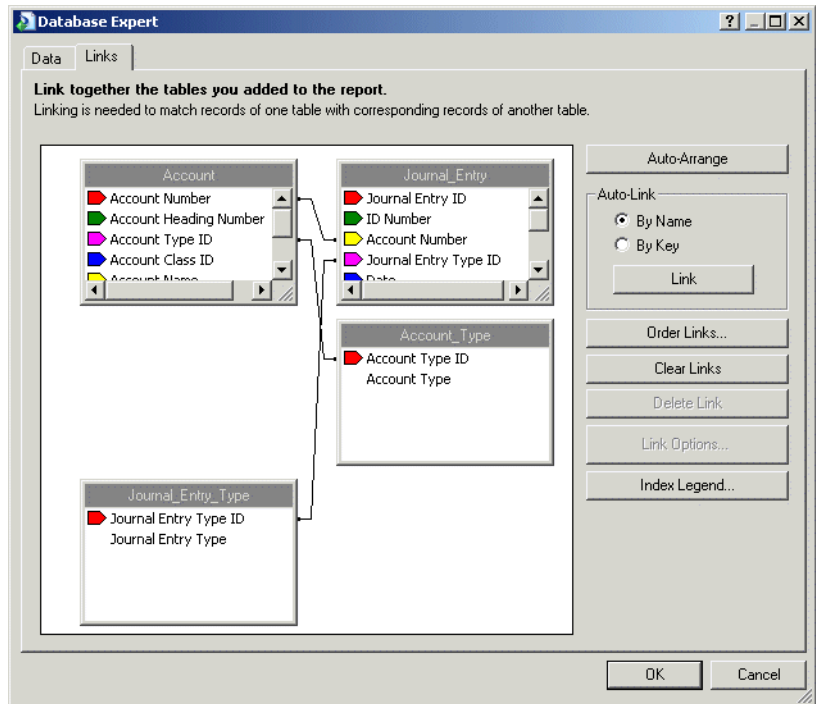 Database Expert
Data
Links
Link together the tables you added to the report.
Linking is needed to match records of one table with corresponding records of another table.
Account
Account Number
Account Heading Number
Account Type ID
Account Class ID
Account Name
Journal_Entry
Journal Entry ID
ID Number
Account Number
Journal Entry Type ID
Date
Account_Type
Account Type ID
Account Type
Journal_Entry_Type
Journal Entry Type ID
Journal Entry Type
Auto-Arrange
Auto-Link
By Name
By Key
Link
Order Links...
Clear Links
Delete Link
Link Options...
Index Legend...
OK
Cancel